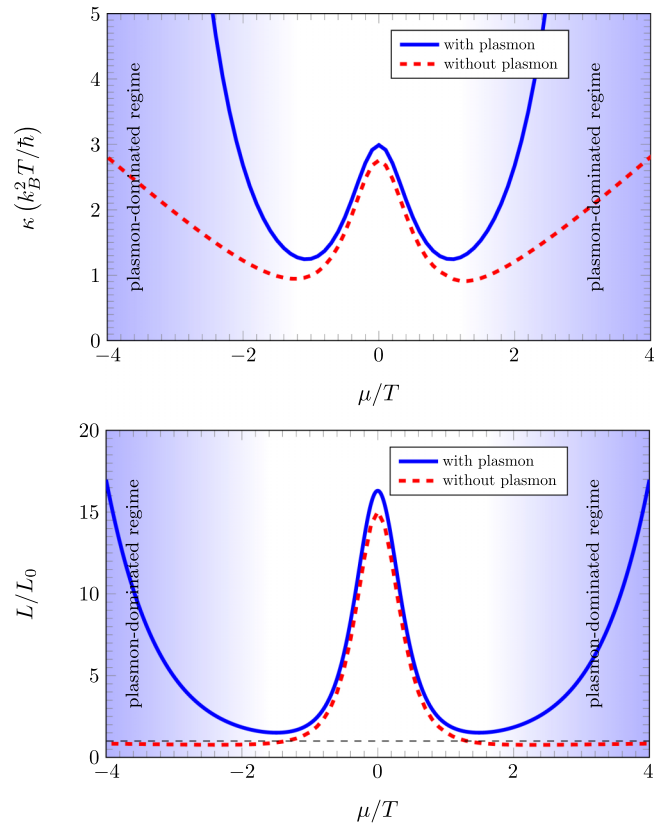 5
with plasmon
without plasmon
plasmon-dominated regime
plasmon-dominated regime
κ (k_B^2 T/ħ)
3
2
1
0
−4
−2
0
2
4
μ/T
20
with plasmon
without plasmon
15
plasmon-dominated regime
plasmon-dominated regime
L/L_0
10
5
0
−4
−2
0
2
4
μ/T